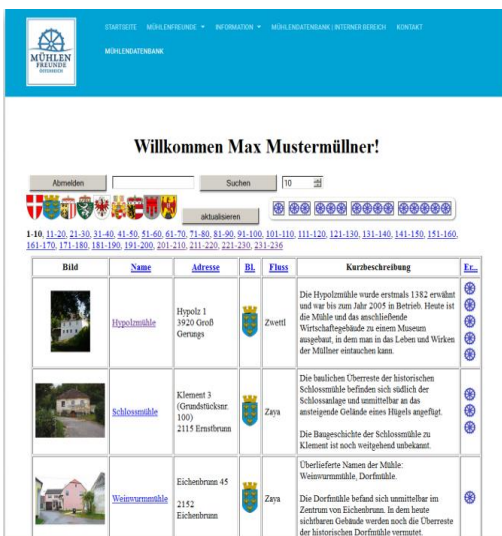 MÜHLEN
FREUNDE
ÖSTERREICH
STARTSEITE MÜHLENFREUNDE INFORMATION MÜHLENDATENBANK | INTERNER BEREICH KONTAKT
MÜHLENDATENBANK
Willkommen Max Mustermüllner!
Abmelden Suchen 10
aktualisieren
1-10, 11-20, 21-30, 31-40, 41-50, 51-60, 61-70, 71-80, 81-90, 91-100, 101-110, 111-120, 121-130, 131-140, 141-150, 151-160,
161-170, 171-180, 181-190, 191-200, 201-210, 211-220, 221-230, 231-236
Bild Name Adresse BL Fluss Kurzbeschreibung Er...
Hypolzmühle
Hypolz 1
3920 Groß
Gerungs
Zwettl
Die Hypolzmühle wurde erstmals 1382 erwähnt
und war bis zum Jahr 2005 in Betrieb. Heute ist
die Mühle und das anschließende
Wirtschaftsgebäude zu einem Museum
ausgebaut, in dem man in das Leben und Wirken
der Müllner eintauchen kann.
Schlossmühle
Klement 3
(Grundstücksnr.
100)
2115 Ernstbrunn
Zaya
Die baulichen Überreste der historischen
Schlossmühle befinden sich südlich der
Schlossanlage und unmittelbar an das
ansteigende Gelände eines Hügels angefügt.
Die Baugeschichte der Schlossmühle zu
Klement ist noch weitgehend unbekannt.
Weinwurmmühle
Eichenbrunn 45
2152
Eichenbrunn
Zaya
Überlieferte Namen der Mühle:
Weinwurmmühle, Dorfmühle.
Die Dorfmühle befand sich unmittelbar im
Zentrum von Eichenbrunn. In dem heute
sichtbaren Gebäude werden noch die Überreste
der historischen Dorfmühle vermutet.